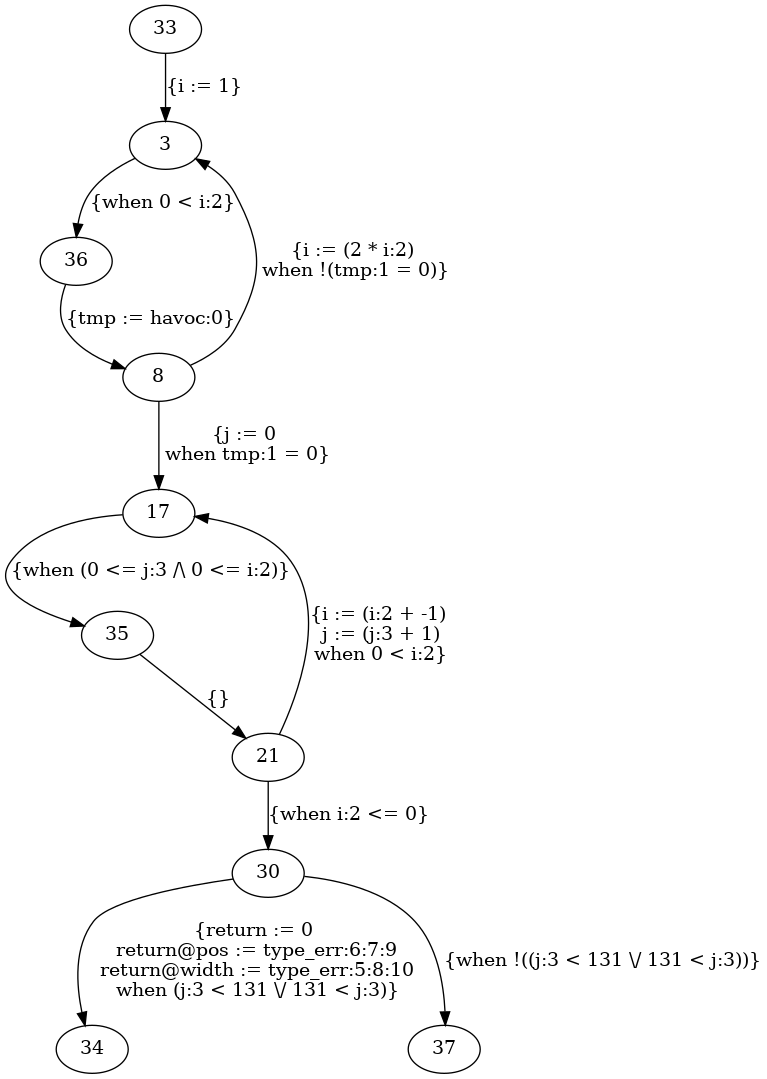 33
{i := 1}
3
{when 0 < i:2}
36
{i := (2 * i:2)
when !(tmp:1 = 0)}
{tmp := havoc:0}
8
{j := 0
when tmp:1 = 0}
17
{when (0 <= j:3 /\ 0 <= i:2)}
35
{i := (i:2 + -1)
j := (j:3 + 1)
when 0 < i:2}
{}
21
{when i:2 <= 0}
30
{return := 0
return@pos := type_err:6:7:9
return@width := type_err:5:8:10
when (j:3 < 131 \/ 131 < j:3)}
{when !((j:3 < 131 \/ 131 < j:3))}
34
37